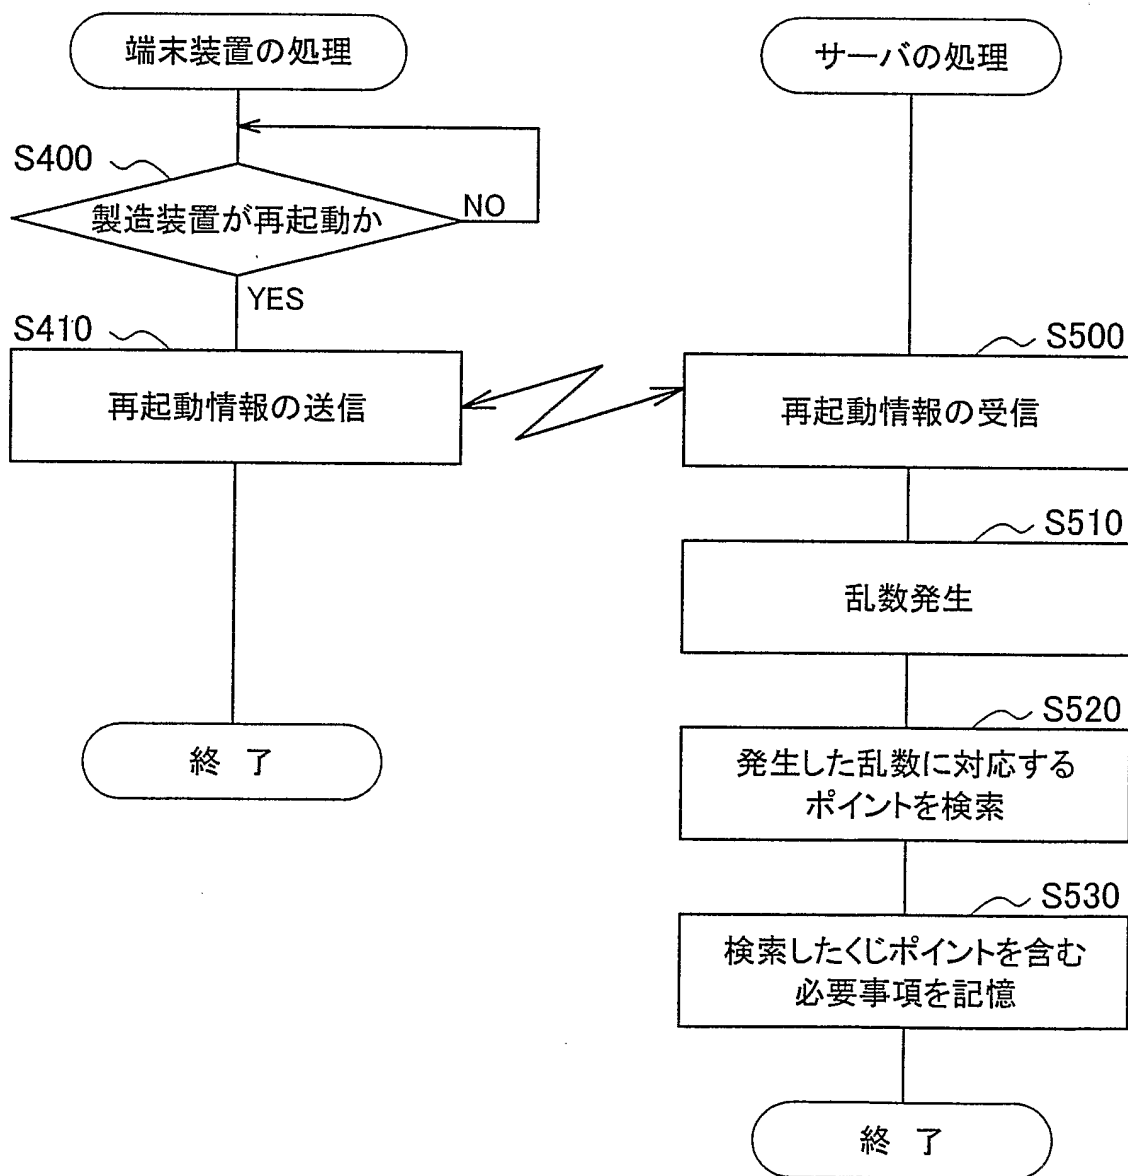 端末装置の処理
S400
製造装置が再起動か
NO
YES
S410
再起動情報の送信
終 了
サーバの処理
S500
再起動情報の受信
S510
乱数発生
S520
発生した乱数に対応する
ポイントを検索
S530
検索したくじポイントを含む
必要事項を記憶
終 了